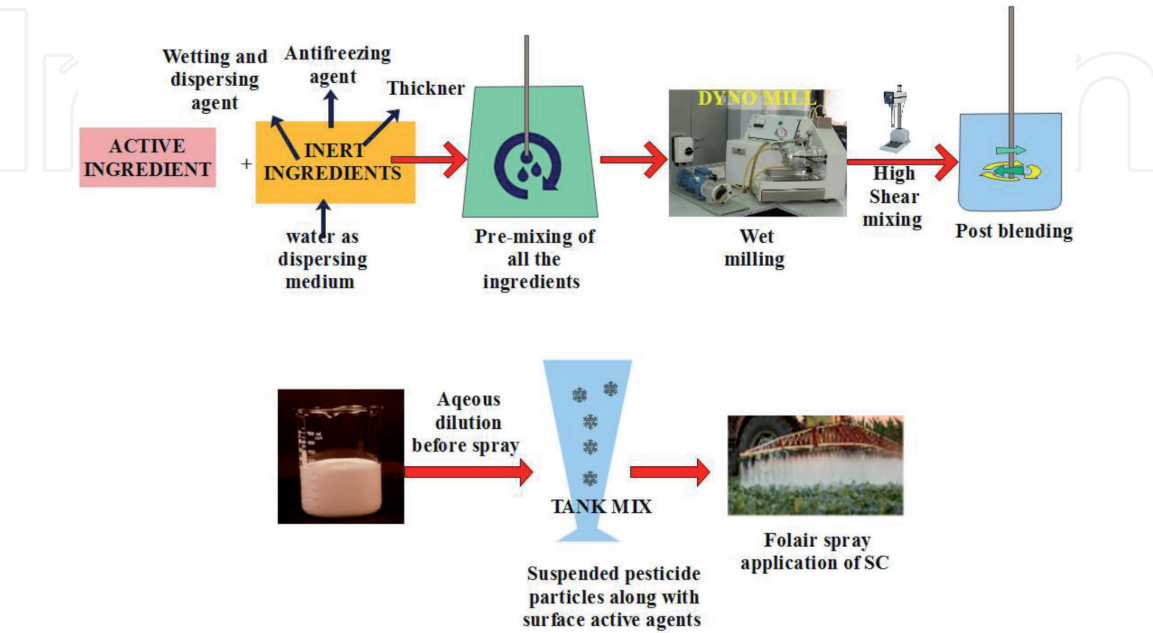 Wetting and
dispersing
agent
Antifreezing
agent
Thickner
ACTIVE
INGREDIENT
+
INERT
INGREDIENTS
water as
dispersing
medium
Pre-mixing of
all the
ingredients
DYNO MILL
Wet
milling
High
Shear
mixing
Post blending
Aqeous
dilution
before spray
TANK MIX
Suspended pesticide
particles along with
surface active agents
Folair spray
application of SC